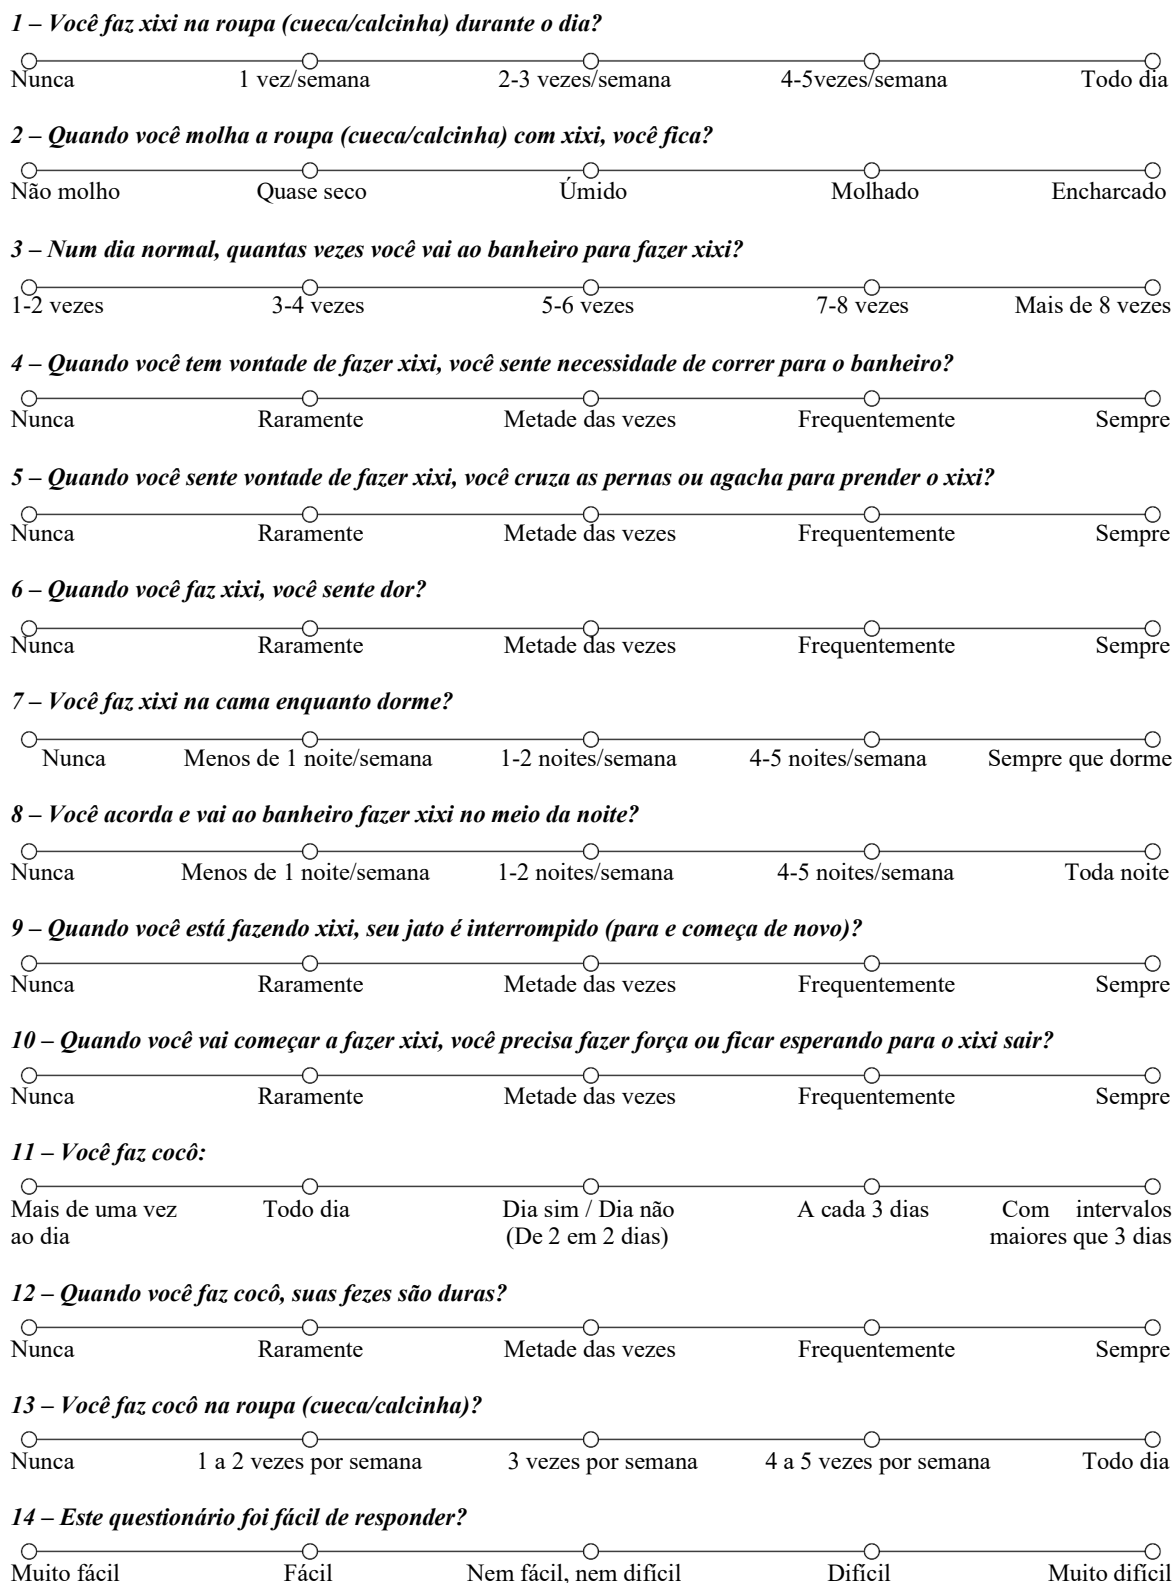 1 – Você faz xixi na roupa (cueca/calcinha) durante o dia?
Nunca 1 vez/semana 2-3 vezes/semana 4-5vezes/semana Todo dia
2 – Quando você molha a roupa (cueca/calcinha) com xixi, você fica?
Não molho Quase seco Úmido Molhado Encharcado
3 – Num dia normal, quantas vezes você vai ao banheiro para fazer xixi?
1-2 vezes 3-4 vezes 5-6 vezes 7-8 vezes Mais de 8 vezes
4 – Quando você tem vontade de fazer xixi, você sente necessidade de correr para o banheiro?
Nunca Raramente Metade das vezes Frequentemente Sempre
5 – Quando você sente vontade de fazer xixi, você cruza as pernas ou agacha para prender o xixi?
Nunca Raramente Metade das vezes Frequentemente Sempre
6 – Quando você faz xixi, você sente dor?
Nunca Raramente Metade das vezes Frequentemente Sempre
7 – Você faz xixi na cama enquanto dorme?
Nunca Menos de 1 noite/semana 1-2 noites/semana 4-5 noites/semana Sempre que dorme
8 – Você acorda e vai ao banheiro fazer xixi no meio da noite?
Nunca Menos de 1 noite/semana 1-2 noites/semana 4-5 noites/semana Toda noite
9 – Quando você está fazendo xixi, seu jato é interrompido (para e começa de novo)?
Nunca Raramente Metade das vezes Frequentemente Sempre
10 – Quando você vai começar a fazer xixi, você precisa fazer força ou ficar esperando para o xixi sair?
Nunca Raramente Metade das vezes Frequentemente Sempre
11 – Você faz cocô:
Mais de uma vez Todo dia Dia sim / Dia não A cada 3 dias Com intervalos
ao dia (De 2 em 2 dias) maiores que 3 dias
12 – Quando você faz cocô, suas fezes são duras?
Nunca Raramente Metade das vezes Frequentemente Sempre
13 – Você faz cocô na roupa (cueca/calcinha)?
Nunca 1 a 2 vezes por semana 3 vezes por semana 4 a 5 vezes por semana Todo dia
14 – Este questionário foi fácil de responder?
Muito fácil Fácil Nem fácil, nem difícil Difícil Muito difícil